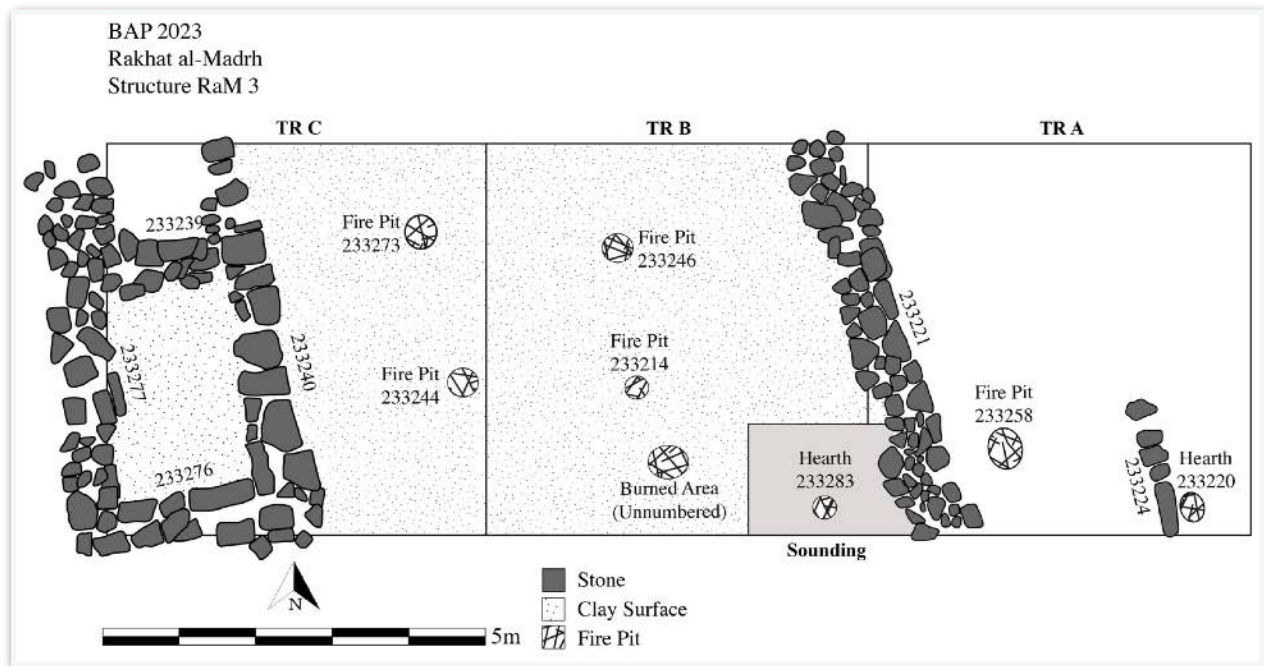 BAP 2023
Rakhat al-Madrh
Structure RaM 3
TR C
TR B
TR A
233239
Fire Pit
233273
Fire Pit
233246
233221
233277
233240
Fire Pit
233244
Fire Pit
233214
Fire Pit
233258
233276
Burned Area
(Unnumbered)
Hearth
233283
233224
Hearth
233220
Sounding
N
5m
Stone
Clay Surface
Fire Pit